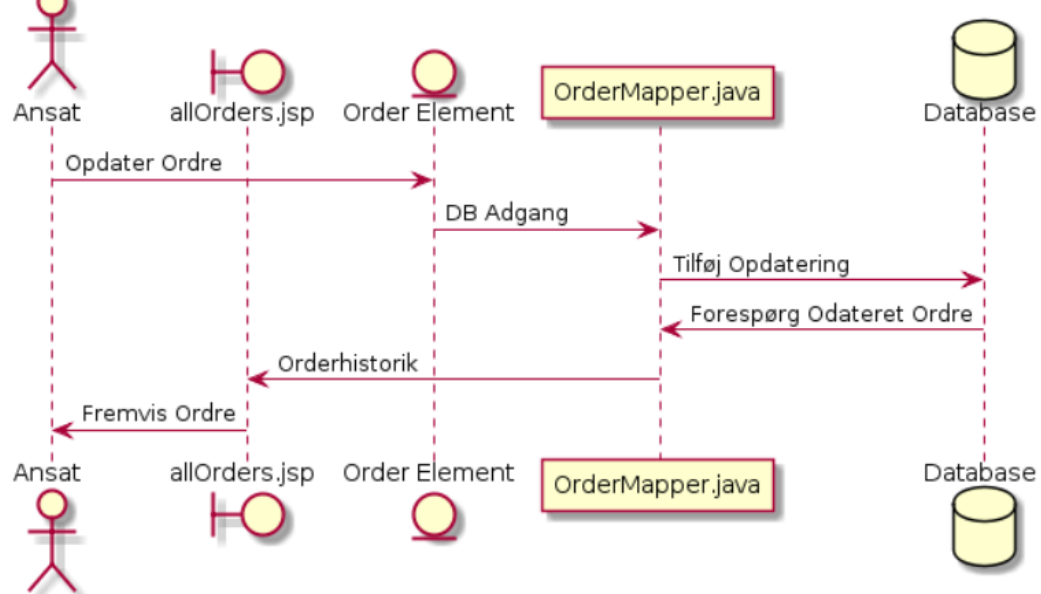 Ansat
allOrders.jsp
Order Element
OrderMapper.java
Database
Opdater Ordre
DB Adgang
Tilføj Opdatering
Forespørg Odateret Ordre
Orderhistorik
Fremvis Ordre
Ansat
allOrders.jsp
Order Element
OrderMapper.java
Database